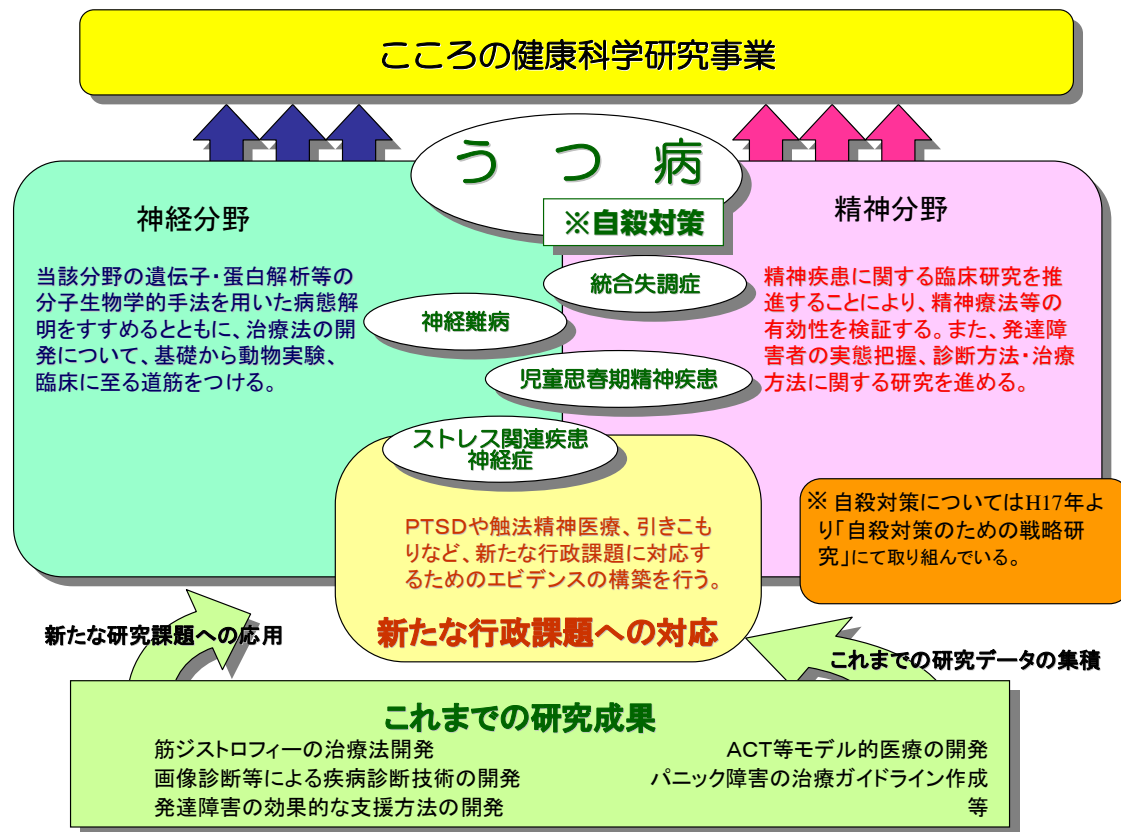 こころの健康科学研究事業
う つ 病
※自殺対策
神経分野
当該分野の遺伝子・蛋白解析等の
分子生物学的手法を用いた病態解
明をすすめるとともに、治療法の開
発について、基礎から動物実験、
臨床に至る道筋をつける。
精神分野
精神疾患に関する臨床研究を推
進することにより、精神療法等の
有効性を検証する。また、発達障
害者の実態把握、診断方法・治療
方法に関する研究を進める。
統合失調症
神経難病
児童思春期精神疾患
ストレス関連疾患
神経症
PTSDや触法精神医療、引きこも
りなど、新たな行政課題に対応す
るためのエビデンスの構築を行う。
新たな行政課題への対応
※ 自殺対策についてはH17年よ
り「自殺対策のための戦略研
究」にて取り組んでいる。
新たな研究課題への応用
これまでの研究データの集積
これまでの研究成果
筋ジストロフィーの治療法開発
画像診断等による疾病診断技術の開発
発達障害の効果的な支援方法の開発
ACT等モデル的医療の開発
パニック障害の治療ガイドライン作成
等